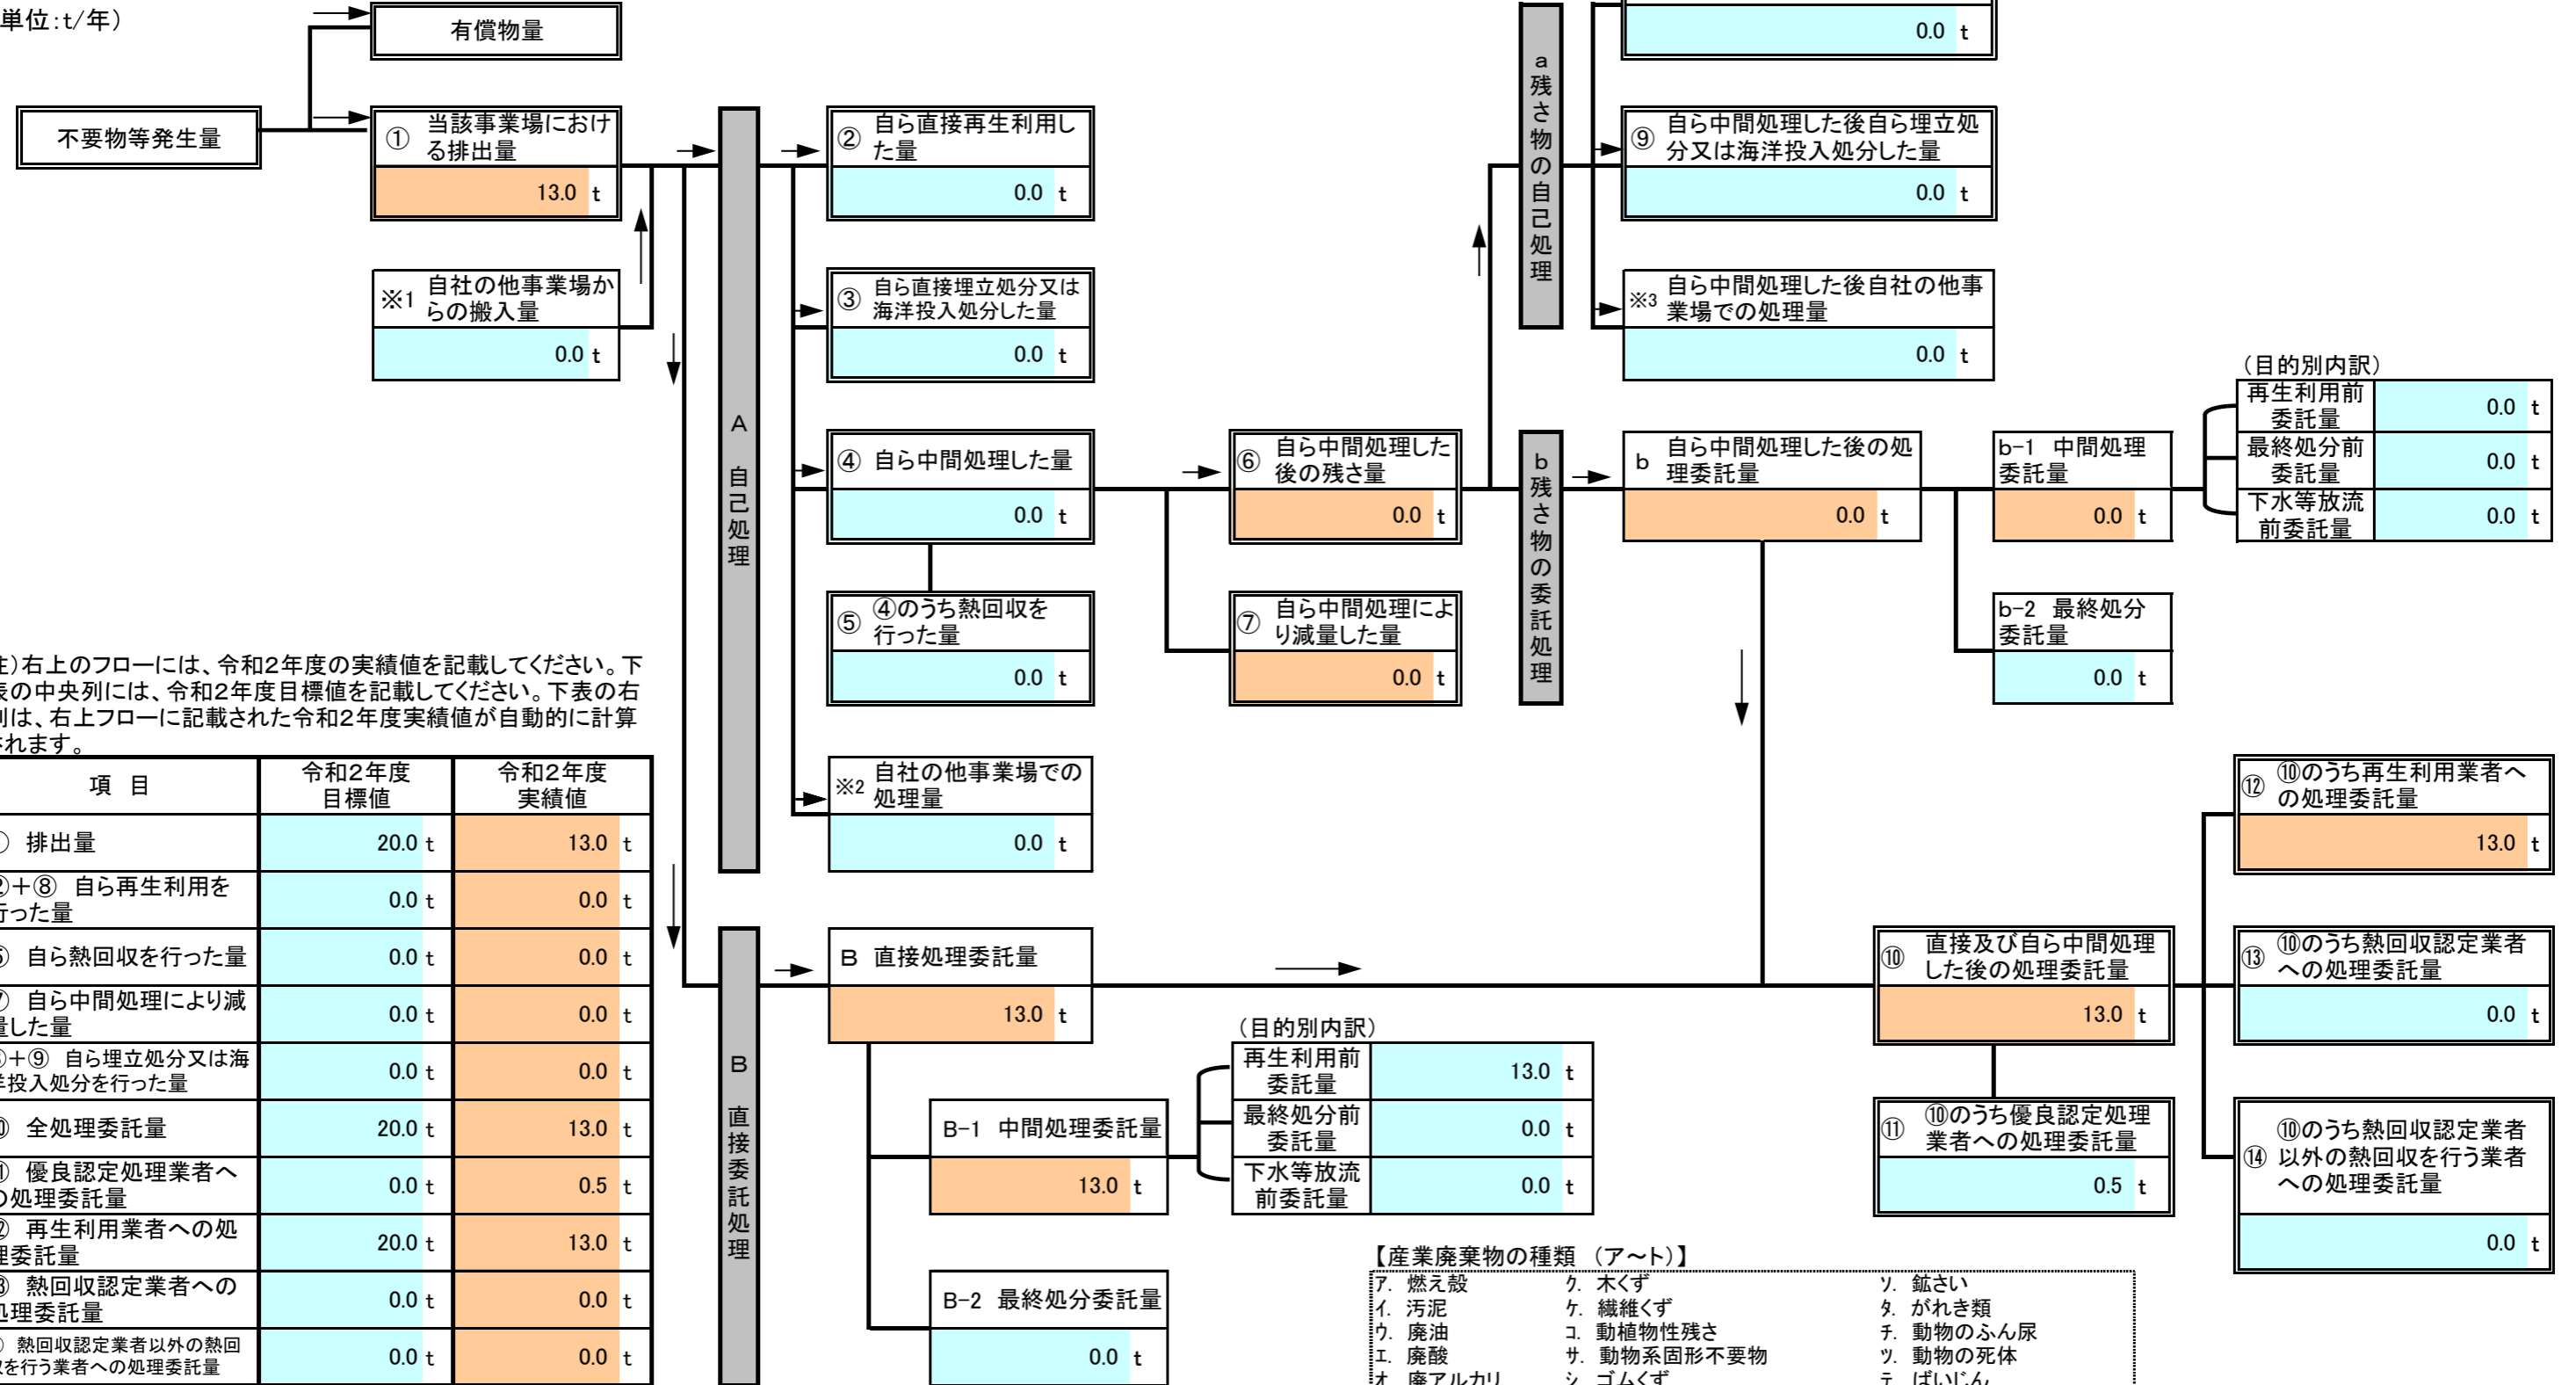 単位：t/年）
有償物量
不要物等発生量
① 当該事業場におけ
る排出量
13.0 t
※1 自社の他事業場か
らの搬入量
0.0 t
A 自己処理
② 自ら直接再生利用し
た量
0.0 t
③ 自ら直接埋立処分又は
海洋投入処分した量
0.0 t
④ 自ら中間処理した量
0.0 t
⑤ ④のうち熱回収を
行った量
0.0 t
※2 自社の他事業場での
処理量
0.0 t
⑥ 自ら中間処理した
後の残さ量
0.0 t
⑦ 自ら中間処理によ
り減量した量
0.0 t
a 残さ物の自己処理
0.0 t
⑨ 自ら中間処理した後自ら埋立処
分又は海洋投入処分した量
0.0 t
※3 自ら中間処理した後自社の他事
業場での処理量
0.0 t
b 残さ物の委託処理
b 自ら中間処理した後の処
理委託量
0.0 t
b-1 中間処理
委託量
0.0 t
（目的別内訳）
再生利用前
委託量
0.0 t
最終処分前
委託量
0.0 t
下水等放流
前委託量
0.0 t
b-2 最終処分
委託量
0.0 t
注）右上のフローには、令和２年度の実績値を記載してください。下
表の中央列には、令和２年度目標値を記載してください。下表の右
列は、右上フローに記載された令和２年度実績値が自動的に計算
されます。
項 目 令和２年度 令和２年度
目標値 実績値
① 排出量 20.0 t 13.0 t
②＋⑧ 自ら再生利用を
行った量 0.0 t 0.0 t
⑤ 自ら熱回収を行った量 0.0 t 0.0 t
⑦ 自ら中間処理により減
量した量 0.0 t 0.0 t
③＋⑨ 自ら埋立処分又は海
洋投入処分を行った量 0.0 t 0.0 t
⑩ 全処理委託量 20.0 t 13.0 t
⑪ 優良認定処理業者へ
の処理委託量 0.0 t 0.5 t
⑫ 再生利用業者への処
理委託量 20.0 t 13.0 t
⑬ 熱回収認定業者への
処理委託量 0.0 t 0.0 t
⑭ 熱回収認定業者以外の熱回
収を行う業者への処理委託量 0.0 t 0.0 t
B 直接委託処理
B 直接処理委託量
13.0 t
B-1 中間処理委託量
13.0 t
（目的別内訳）
再生利用前
委託量
13.0 t
最終処分前
委託量
0.0 t
下水等放流
前委託量
0.0 t
B-2 最終処分委託量
0.0 t
⑩ 直接及び自ら中間処理
した後の処理委託量
13.0 t
⑪ ⑩のうち優良認定処理
業者への処理委託量
0.5 t
⑫ ⑩のうち再生利用業者へ
の処理委託量
13.0 t
⑬ ⑩のうち熱回収認定業者
への処理委託量
0.0 t
⑭ ⑩のうち熱回収認定業者
以外の熱回収を行う業者
への処理委託量
0.0 t
【産業廃棄物の種類 （ア～ト）】
ア. 燃え殻 ク. 木くず ソ. 鉱さい
イ. 汚泥 ケ. 繊維くず タ. がれき類
ウ. 廃油 コ. 動植物性残さ チ. 動物のふん尿
エ. 廃酸 サ. 動物系固形不要物 ツ. 動物の死体
オ. 廃アルカリ シ. ゴムくず テ. ばいじん